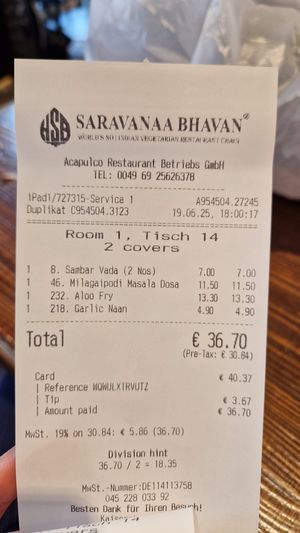 HSB SARAVANAA BHAVAN®
WORLD'S NO.1 INDIAN VEGETARIAN RESTAURANT CHAIN
Acapulco Restaurant Betriebs GmbH
TEL: 0049 69 25626378
iPad1/727315-Service 1 A954504.27245
Duplikat C954504.3123 19.06.25, 18:00:17
Room 1, Tisch 14
2 covers
1 8. Sambar Vada (2 Nos) 7.00 7.00
1 46. Milagaipodi Masala Dosa 11.50 11.50
1 232. Aloo Fry 13.30 13.30
1 218. Garlic Naan 4.90 4.90
Total € 36.70
(Pre-Tax: € 30.84)
Card € 40.37
| Reference WQWULXIRVUTZ
| Tip € 3.67
| Amount paid € 36.70
MwSt. 19% on 30.84: € 5.86 (36.70)
Division hint
36.70 / 2 = 18.35
MwSt.-Nummer:DE114113758
045 228 033 92
Besten Dank für Ihren Besuch!